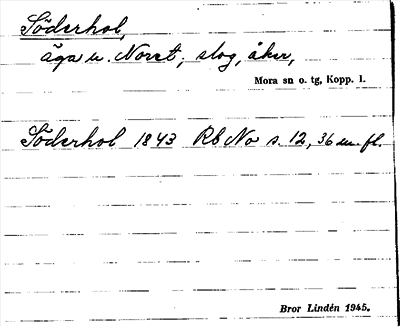 Söderhol,
äga u. Noret; slog, åker,
Mora sn o. tg, Kopp. l.
Söderhol 1843 Rb No s. 12, 36 m. fl.
Bror Lindén 1945.